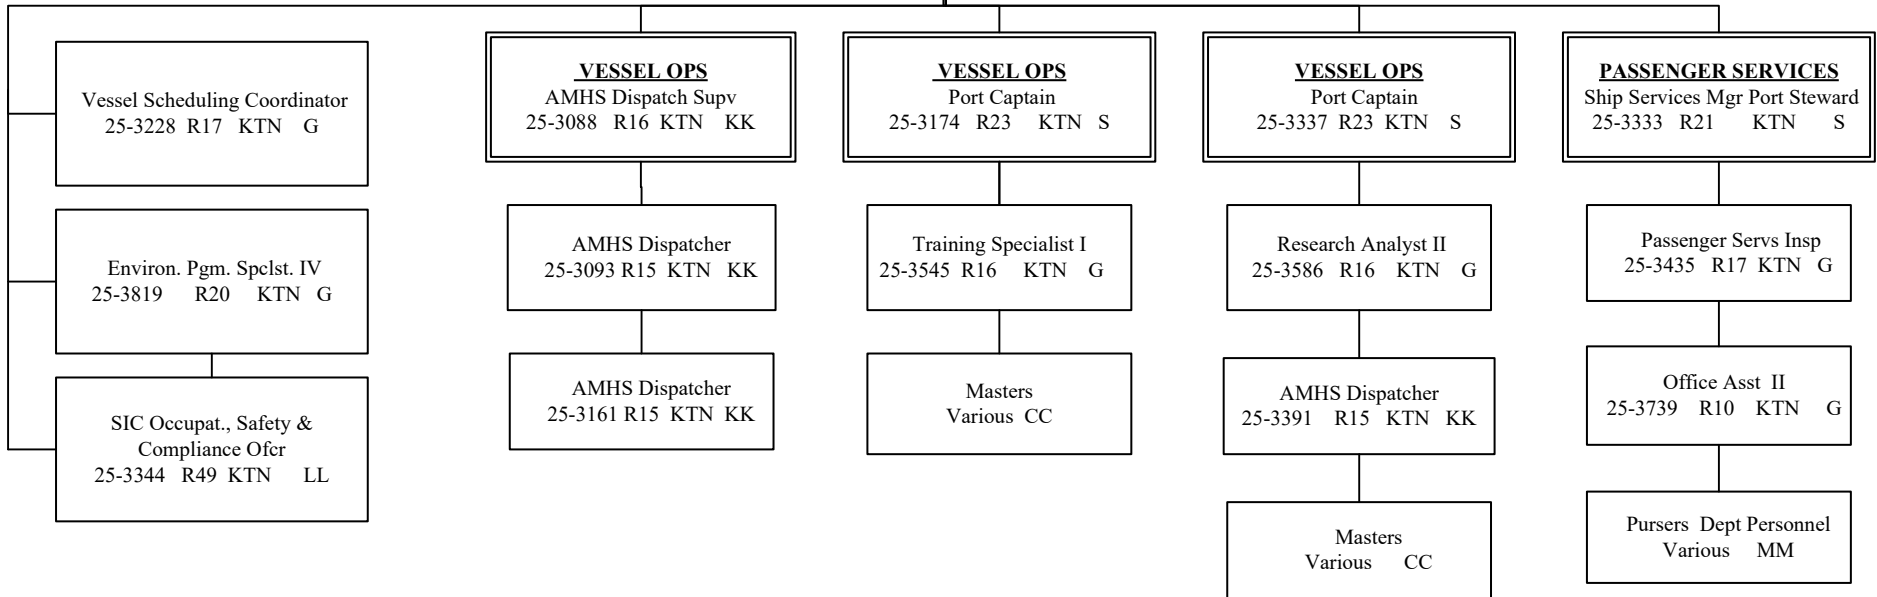 Vessel Scheduling Coordinator
25-3228 R17 KTN G
Environ. Pgm. Spclst. IV
25-3819 R20 KTN G
SIC Occupat., Safety &
Compliance Ofcr
25-3344 R49 KTN LL
VESSEL OPS
AMHS Dispatch Supv
25-3088 R16 KTN KK
AMHS Dispatcher
25-3093 R15 KTN KK
AMHS Dispatcher
25-3161 R15 KTN KK
VESSEL OPS
Port Captain
25-3174 R23 KTN S
Training Specialist I
25-3545 R16 KTN G
Masters
Various CC
VESSEL OPS
Port Captain
25-3337 R23 KTN S
Research Analyst II
25-3586 R16 KTN G
AMHS Dispatcher
25-3391 R15 KTN KK
Masters
Various CC
PASSENGER SERVICES
Ship Services Mgr Port Steward
25-3333 R21 KTN S
Passenger Servs Insp
25-3435 R17 KTN G
Office Asst II
25-3739 R10 KTN G
Pursers Dept Personnel
Various MM